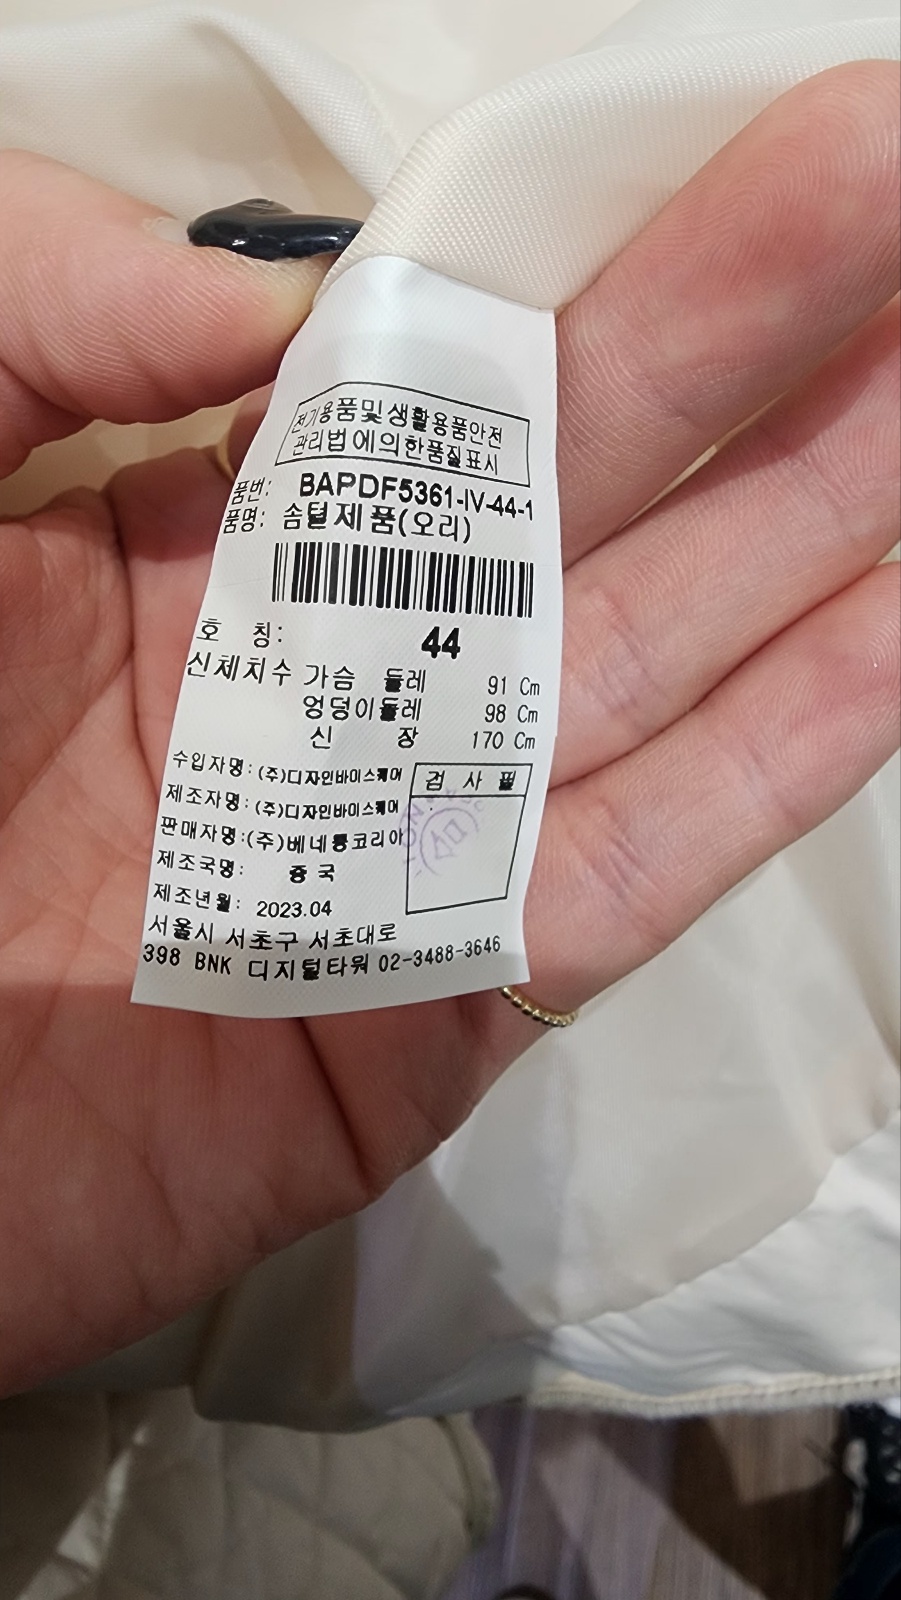 전기용품및생활용품안전
관리법에의한품질표시
품번: BAPDF5361-IV-44-1
품명: 솜털제품(오리)
호 칭: 44
신체치수 가슴 둘레 91 Cm
엉덩이둘레 98 Cm
신 장 170 Cm
수입자명: (주)디자인바이스퀘어
제조자명: (주)디자인바이스퀘어
판매자명:(주)베네통코리아
제조국명: 중국
제조년월: 2023.04
서울시 서초구 서초대로
398 BNK 디지털타워 02-3488-3646
검 사 필